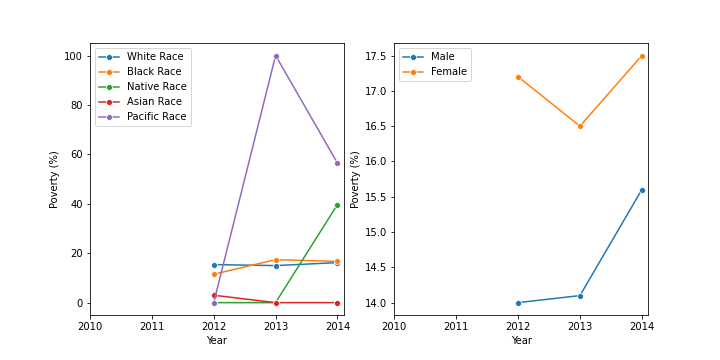 White Race
Black Race
Native Race
Asian Race
Pacific Race
Poverty (%)
100
80
60
40
20
0
2010 2011 2012 2013 2014
Year
Male
Female
Poverty (%)
17.5
17.0
16.5
16.0
15.5
15.0
14.5
14.0
2010 2011 2012 2013 2014
Year